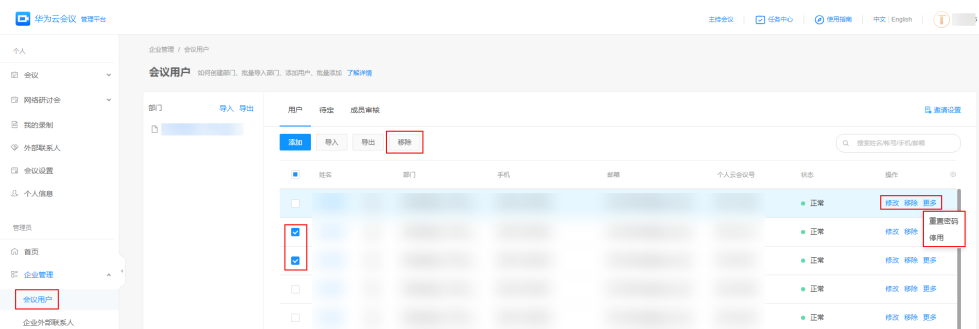 华为云会议 管理平台
主持会议 任务中心 使用指南 中文 English
个人
会议
网络研讨会
我的录制
外部联系人
会议设置
个人信息
管理员
首页
企业管理
会议用户
企业外部联系人
企业管理 / 会议用户
会议用户 如何创建部门、批量导入部门、添加用户、批量添加 了解详情
部门 导入 导出
用户 待定 成员审核 邀请设置
添加 导入 导出 移除 搜索姓名/帐号/手机/邮箱
姓名 部门 手机 邮箱 个人云会议号 状态 操作
正常 修改 移除 更多
重置密码
停用
正常 修改 移除
正常 修改 移除 更多
正常 修改 移除 更多
正常 修改 移除 更多